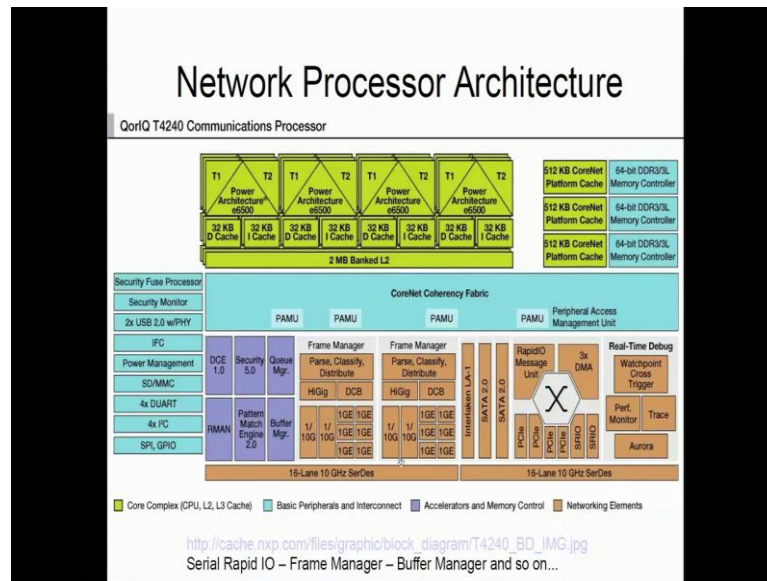 Network Processor Architecture
QorIQ T4240 Communications Processor
T1 T2 T1 T2 T1 T2 T1 T2
Power Architecture® e6500
Power Architecture e6500
Power Architecture e6500
Power Architecture e6500
32 KB D Cache
32 KB I Cache
32 KB D Cache
32 KB I Cache
32 KB D Cache
32 KB I Cache
32 KB D Cache
32 KB I Cache
2 MB Banked L2
512 KB CoreNet
Platform Cache
64-bit DDR3/3L
Memory Controller
512 KB CoreNet
Platform Cache
64-bit DDR3/3L
Memory Controller
512 KB CoreNet
Platform Cache
64-bit DDR3/3L
Memory Controller
Security Fuse Processor
Security Monitor
2x USB 2.0 w/PHY
IFC
Power Management
SD/MMC
4x DUART
4x I²C
SPI, GPIO
CoreNet Coherency Fabric
PAMU
PAMU
PAMU
PAMU
Peripheral Access
Management Unit
DCE
1.0
Security
5.0
Queue
Mgr.
RMAN
Pattern
Match
Engine
2.0
Buffer
Mgr.
Frame Manager
Parse, Classify,
Distribute
HiGig DCB
1/
10G
1/
10G
1GE 1GE
1GE 1GE
1GE 1GE
Frame Manager
Parse, Classify,
Distribute
HiGig DCB
1/
10G
1/
10G
1GE 1GE
1GE 1GE
1GE 1GE
Interlaken LA-1
SATA 2.0
SATA 2.0
RapidIO
Message
Unit
3x
DMA
PCIe
PCIe
PCIe
PCIe
SRIO
SRIO
Real-Time Debug
Watchpoint
Cross
Trigger
Perf.
Monitor
Trace
Aurora
16-Lane 10 GHz SerDes
16-Lane 10 GHz SerDes
Core Complex (CPU, L2, L3 Cache) Basic Peripherals and Interconnect Accelerators and Memory Control Networking Elements
http://cache.nxp.com/files/graphic/block_diagram/T4240_BD_IMG.jpg
Serial Rapid IO – Frame Manager – Buffer Manager and so on...